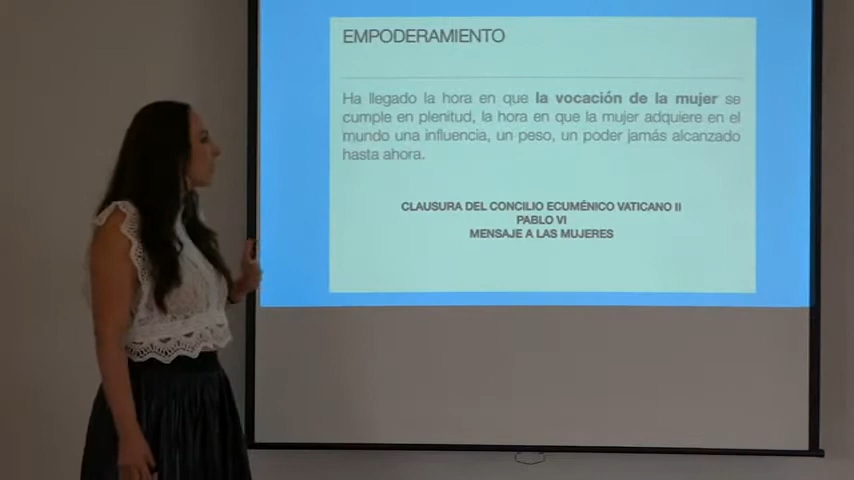 EMPODERAMIENTO
Ha llegado la hora en que la vocación de la mujer se
cumple en plenitud, la hora en que la mujer adquiere en el
mundo una influencia, un peso, un poder jamás alcanzado
hasta ahora.
CLAUSURA DEL CONCILIO ECUMÉNICO VATICANO II
PABLO VI
MENSAJE A LAS MUJERES